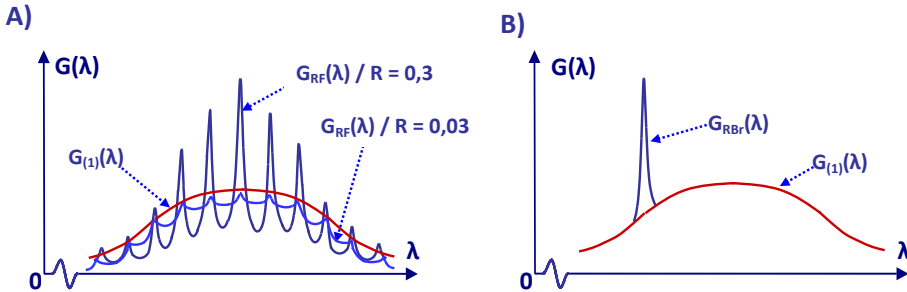 A)
G(λ)
G_RF(λ) / R = 0,3
G_RF(λ) / R = 0,03
G_(1)(λ)
λ
0
B)
G(λ)
G_RBr(λ)
G_(1)(λ)
λ
0